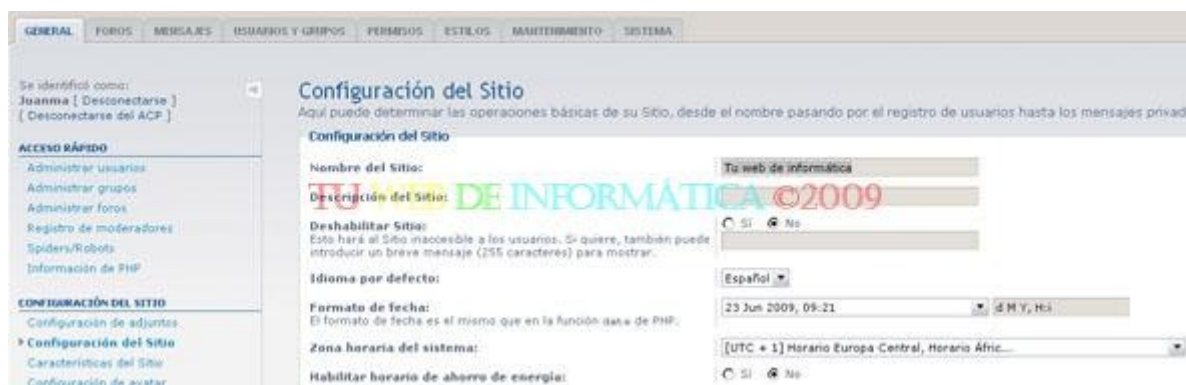 GENERAL FOROS MENSAJES USUARIOS Y GRUPOS PERMISOS ESTILOS MANTENIMIENTO SISTEMA
Se identificó como:
Juanma [ Desconectarse ]
[ Desconectarse del ACP ]
ACCESO RÁPIDO
Administrar usuarios
Administrar grupos
Administrar foros
Registro de moderadores
Spiders/Robots
Información de PHP
CONFIGURACIÓN DEL SITIO
Configuración de adjuntos
Configuración del Sitio
Características del Sitio
Configuración de avatar
Configuración del Sitio
Aquí puede determinar las operaciones básicas de su Sitio, desde el nombre pasando por el registro de usuarios hasta los mensajes privad
Configuración del Sitio
Nombre del Sitio: Tu web de informática
Descripción del Sitio:
TU WEB DE INFORMÁTICA ©2009
Deshabilitar Sitio: Sí No
Esto hará al Sitio inaccesible a los usuarios. Si quiere, también puede
introducir un breve mensaje (255 caracteres) para mostrar.
Idioma por defecto: Español
Formato de fecha: 23 Jun 2009, 09:21 d M Y, H:i
El formato de fecha es el mismo que en la función date de PHP.
Zona horaria del sistema: [UTC + 1] Horario Europa Central, Horario Áfric...
Habilitar horario de ahorro de energía: Sí No